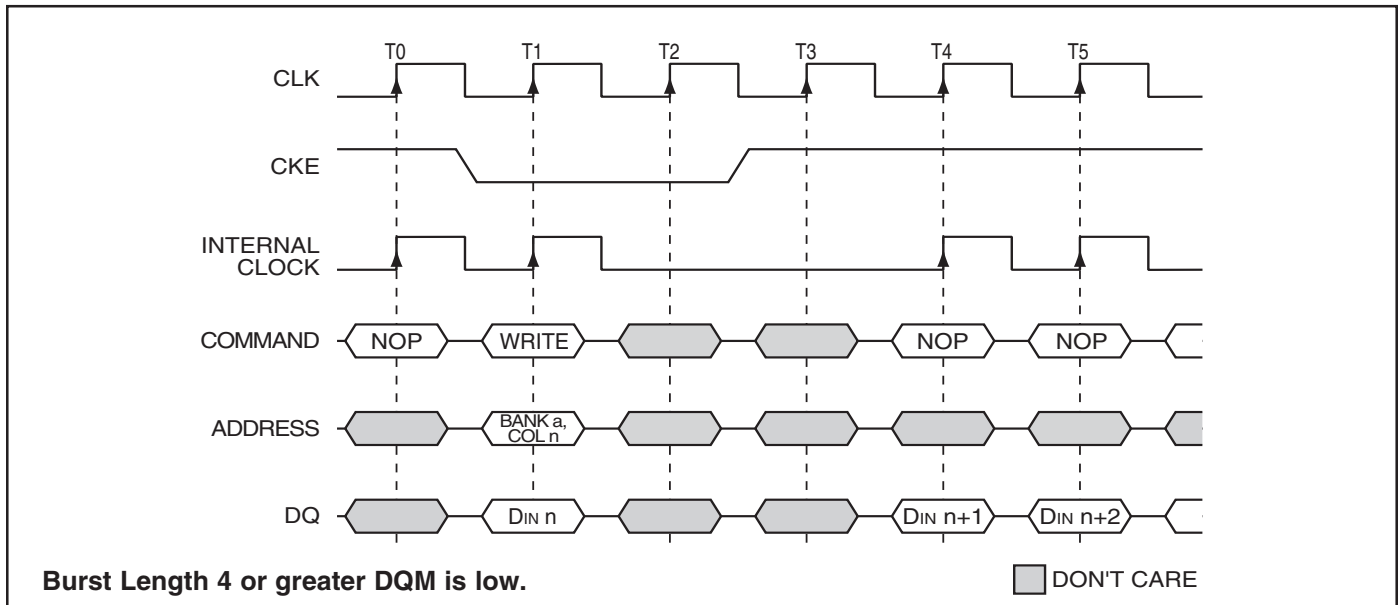 T0 T1 T2 T3 T4 T5
CLK
CKE
INTERNAL
CLOCK
COMMAND NOP WRITE NOP NOP
ADDRESS BANK a,
COL n
DQ DIN n DIN n+1 DIN n+2
Burst Length 4 or greater DQM is low. DON'T CARE